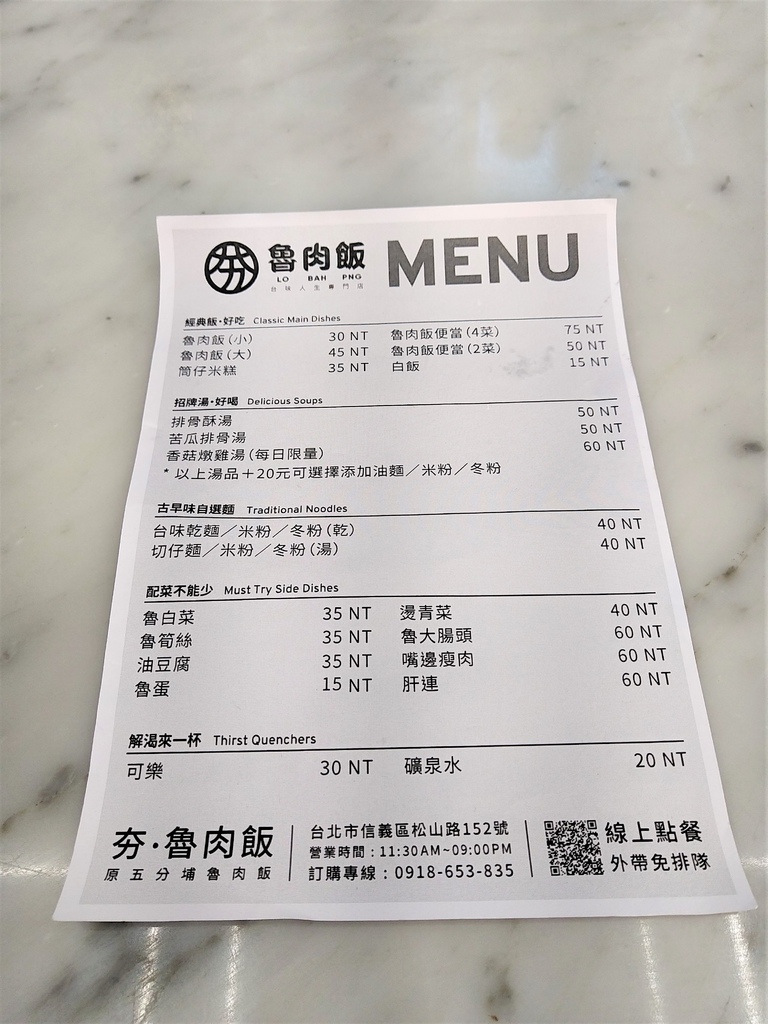 夯 魯肉飯 MENU
LO BAH PNG
台味人生專門店
經典飯・好吃 Classic Main Dishes
魯肉飯(小) 30 NT 魯肉飯便當(4菜) 75 NT
魯肉飯(大) 45 NT 魯肉飯便當(2菜) 50 NT
筒仔米糕 35 NT 白飯 15 NT
招牌湯・好喝 Delicious Soups
排骨酥湯 50 NT
苦瓜排骨湯 50 NT
香菇燉雞湯(每日限量) 60 NT
*以上湯品+20元可選擇添加油麵/米粉/冬粉
古早味自選麵 Traditional Noodles
台味乾麵/米粉/冬粉(乾) 40 NT
切仔麵/米粉/冬粉(湯) 40 NT
配菜不能少 Must Try Side Dishes
魯白菜 35 NT 燙青菜 40 NT
魯筍絲 35 NT 魯大腸頭 60 NT
油豆腐 35 NT 嘴邊瘦肉 60 NT
魯蛋 15 NT 肝連 60 NT
解渴來一杯 Thirst Quenchers
可樂 30 NT 礦泉水 20 NT
夯・魯肉飯
原五分埔魯肉飯
台北市信義區松山路152號
營業時間:11:30AM~09:00PM
訂購專線:0918-653-835
線上點餐
外帶免排隊